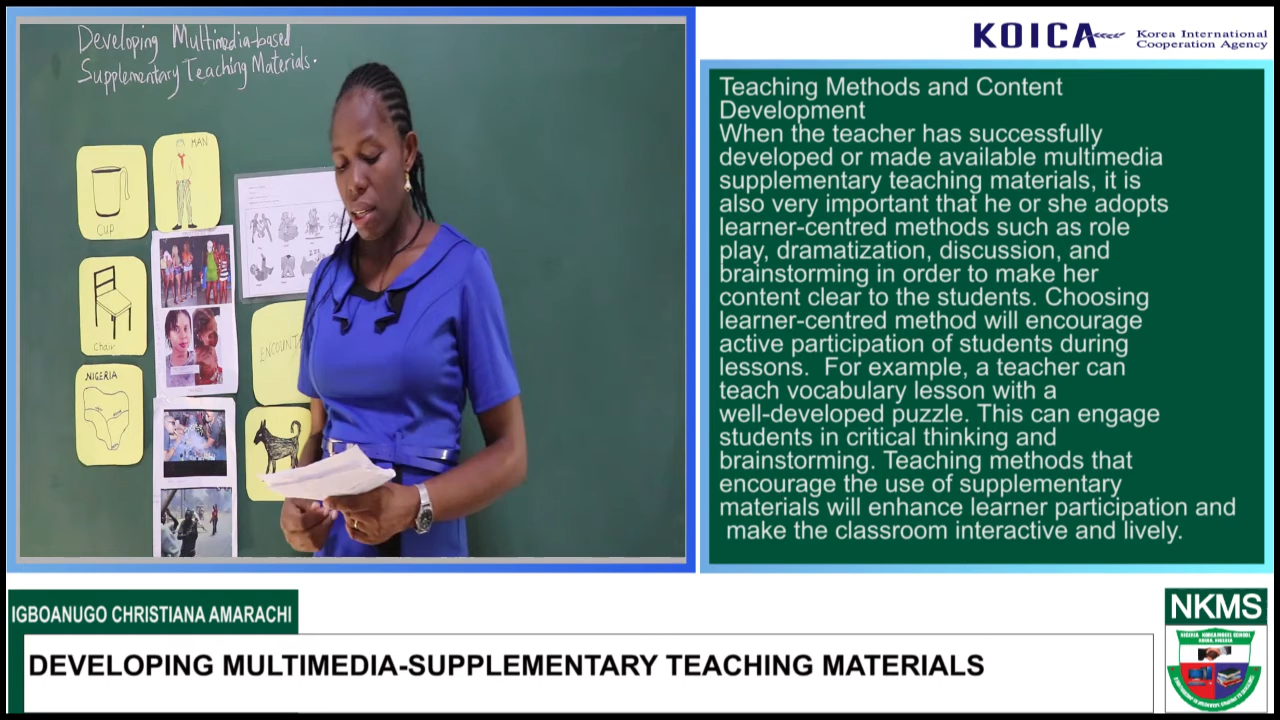 Developing Multimedia-based
Supplementary Teaching Materials.
MAN
CUP
Chair
NIGERIA
KOICA
Korea International
Cooperation Agency
Teaching Methods and Content
Development
When the teacher has successfully
developed or made available multimedia
supplementary teaching materials, it is
also very important that he or she adopts
learner-centred methods such as role
play, dramatization, discussion, and
brainstorming in order to make her
content clear to the students. Choosing
learner-centred method will encourage
active participation of students during
lessons.  For example, a teacher can
teach vocabulary lesson with a
well-developed puzzle. This can engage
students in critical thinking and
brainstorming. Teaching methods that
encourage the use of supplementary
materials will enhance learner participation and
make the classroom interactive and lively.
IGBOANUGO CHRISTIANA AMARACHI
DEVELOPING MULTIMEDIA-SUPPLEMENTARY TEACHING MATERIALS
NKMS